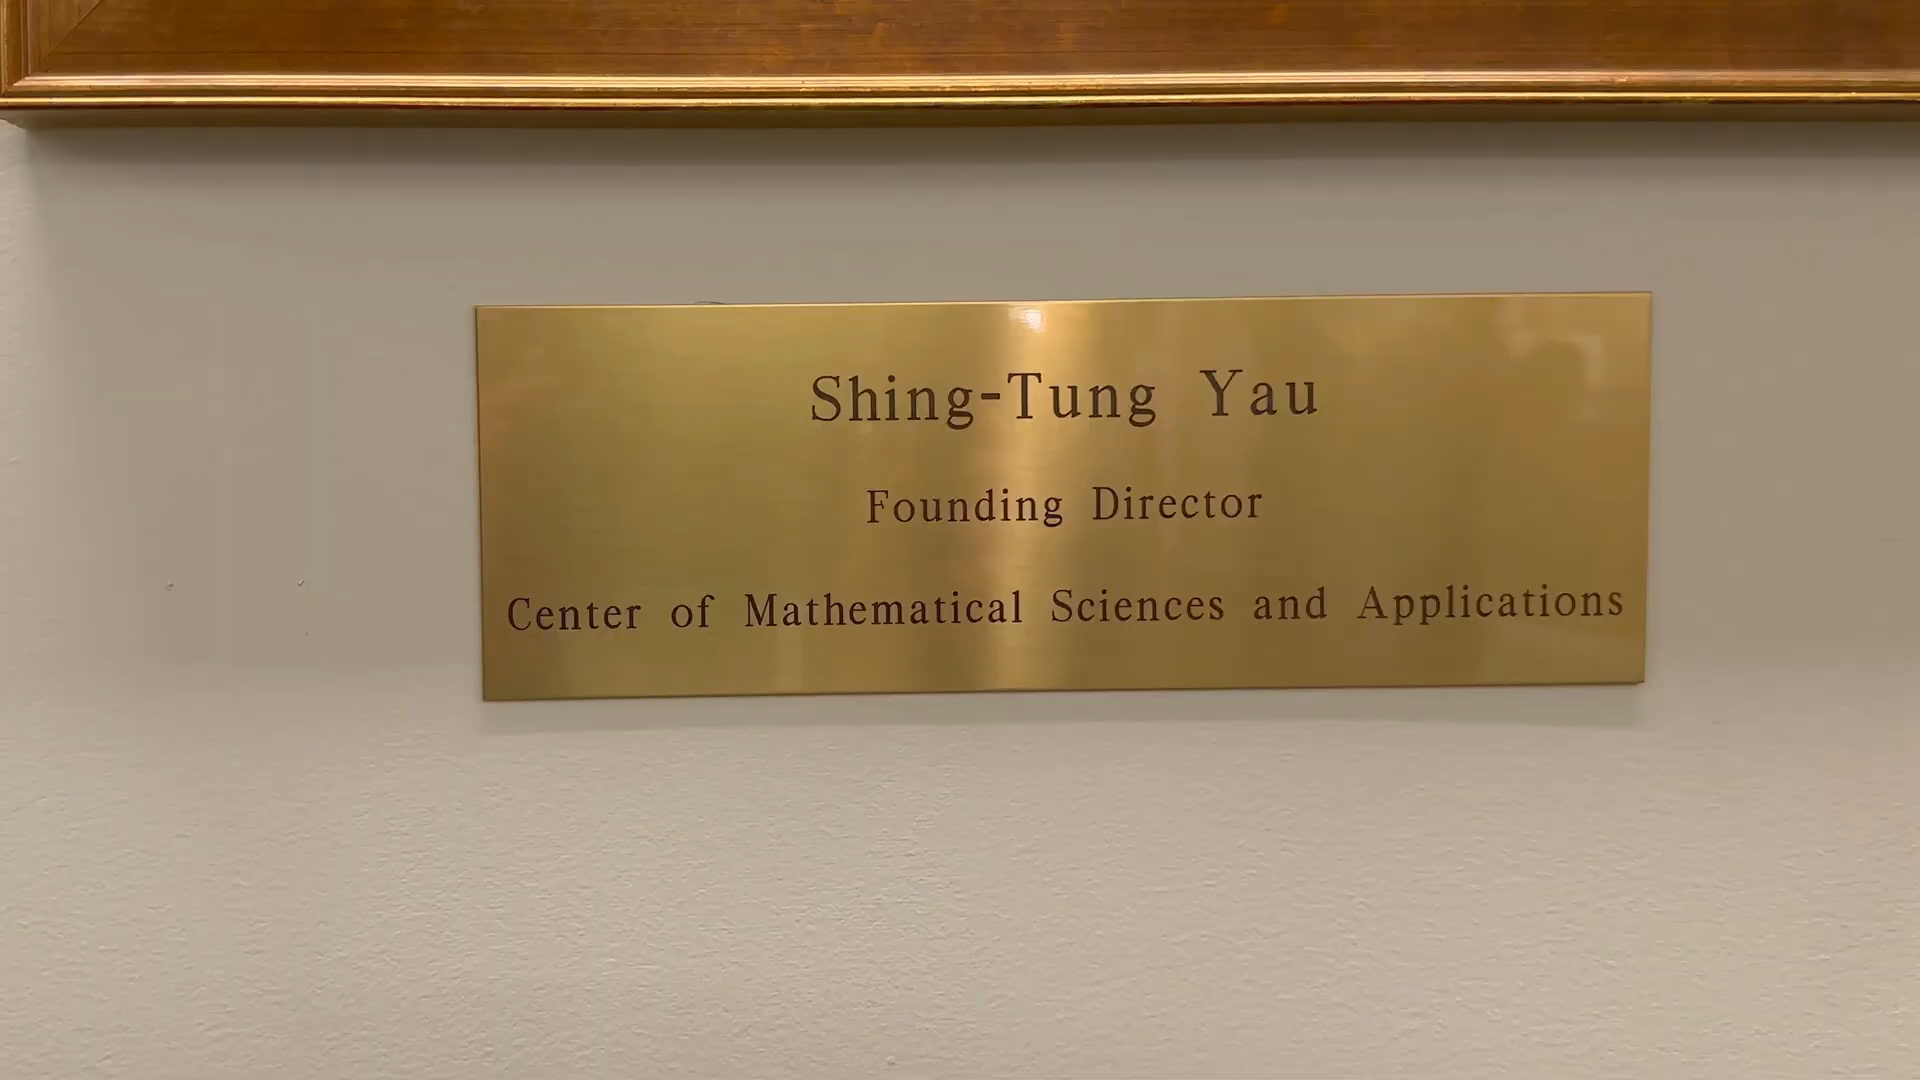 Shing-Tung Yau
Founding Director
Center of Mathematical Sciences and Applications